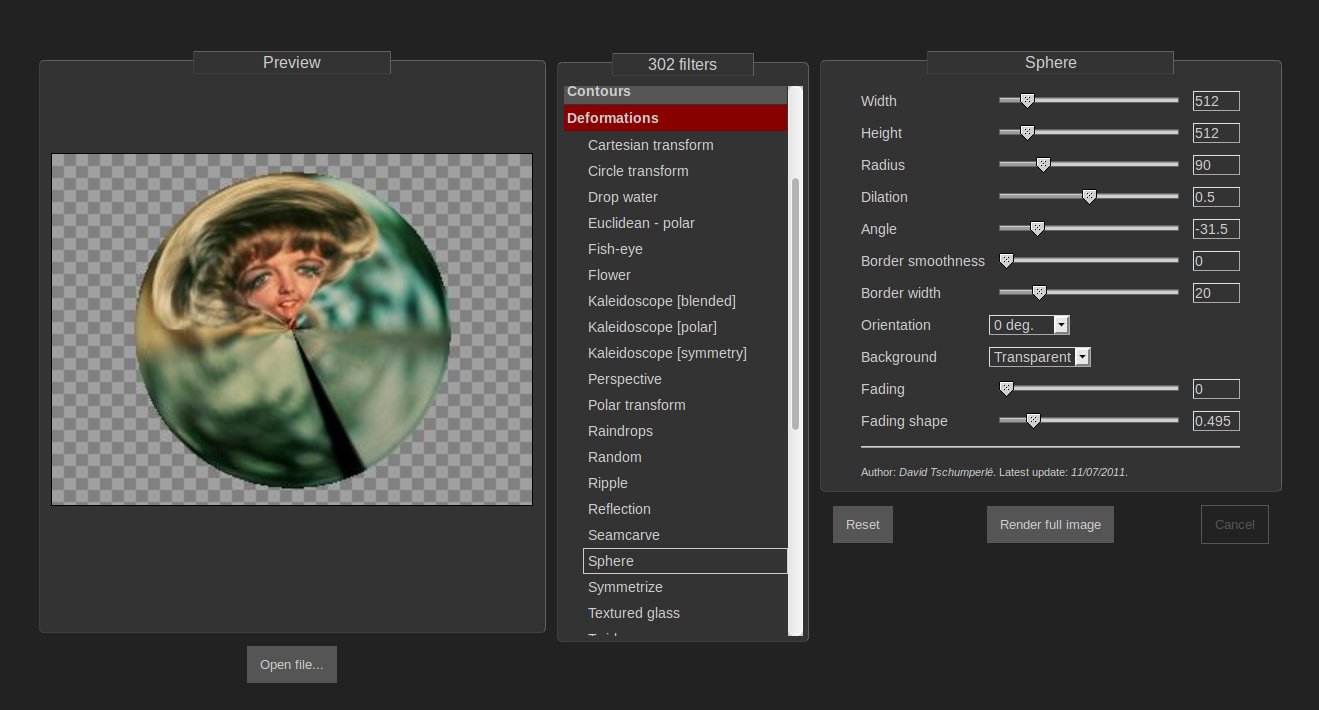 Preview
302 filters
Sphere
Contours
Deformations
Cartesian transform
Circle transform
Drop water
Euclidean - polar
Fish-eye
Flower
Kaleidoscope [blended]
Kaleidoscope [polar]
Kaleidoscope [symmetry]
Perspective
Polar transform
Raindrops
Random
Ripple
Reflection
Seamcarve
Sphere
Symmetrize
Textured glass
Width 512
Height 512
Radius 90
Dilation 0.5
Angle -31.5
Border smoothness 0
Border width 20
Orientation 0 deg.
Background Transparent
Fading 0
Fading shape 0.495
Author: David Tschumperlé. Latest update: 11/07/2011.
Reset Render full image Cancel
Open file...